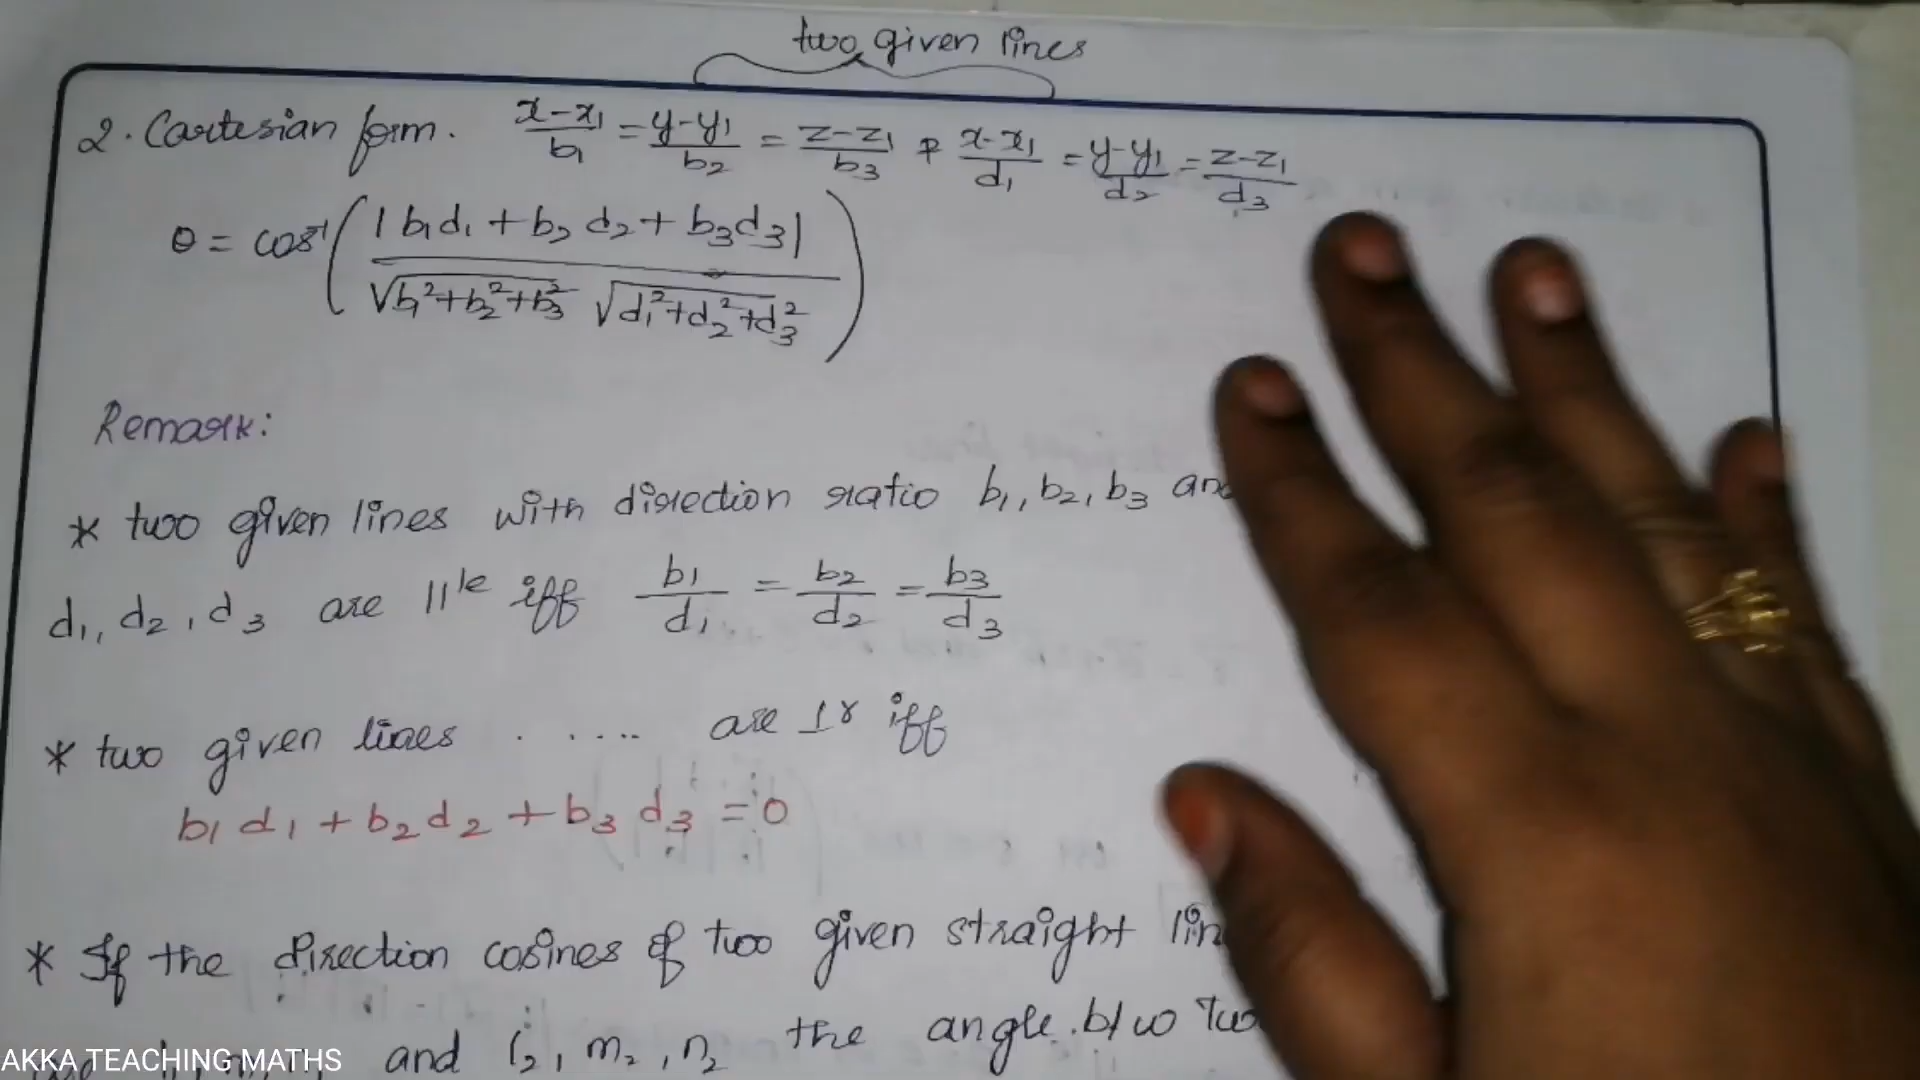 two given lines
2. Cartesian form. x-x₁/b₁ = y-y₁/b₂ = z-z₁/b₃ & x-x₁/d₁ = y-y₁/d₂ = z-z₁/d₃
θ = cos⁻¹(|b₁d₁ + b₂d₂ + b₃d₃| / √b₁²+b₂²+b₃² √d₁²+d₂²+d₃²)
Remark:
* two given lines with direction ratio b₁, b₂, b₃ and
d₁, d₂, d₃ are ||le iff b₁/d₁ = b₂/d₂ = b₃/d₃
* two given lines . ..... are ⊥r iff
b₁d₁ + b₂d₂ + b₃d₃ = 0
* If the direction cosines of two given straight
and l₂, m₂, n₂ the angle b/w
AKKA TEACHING MATHS